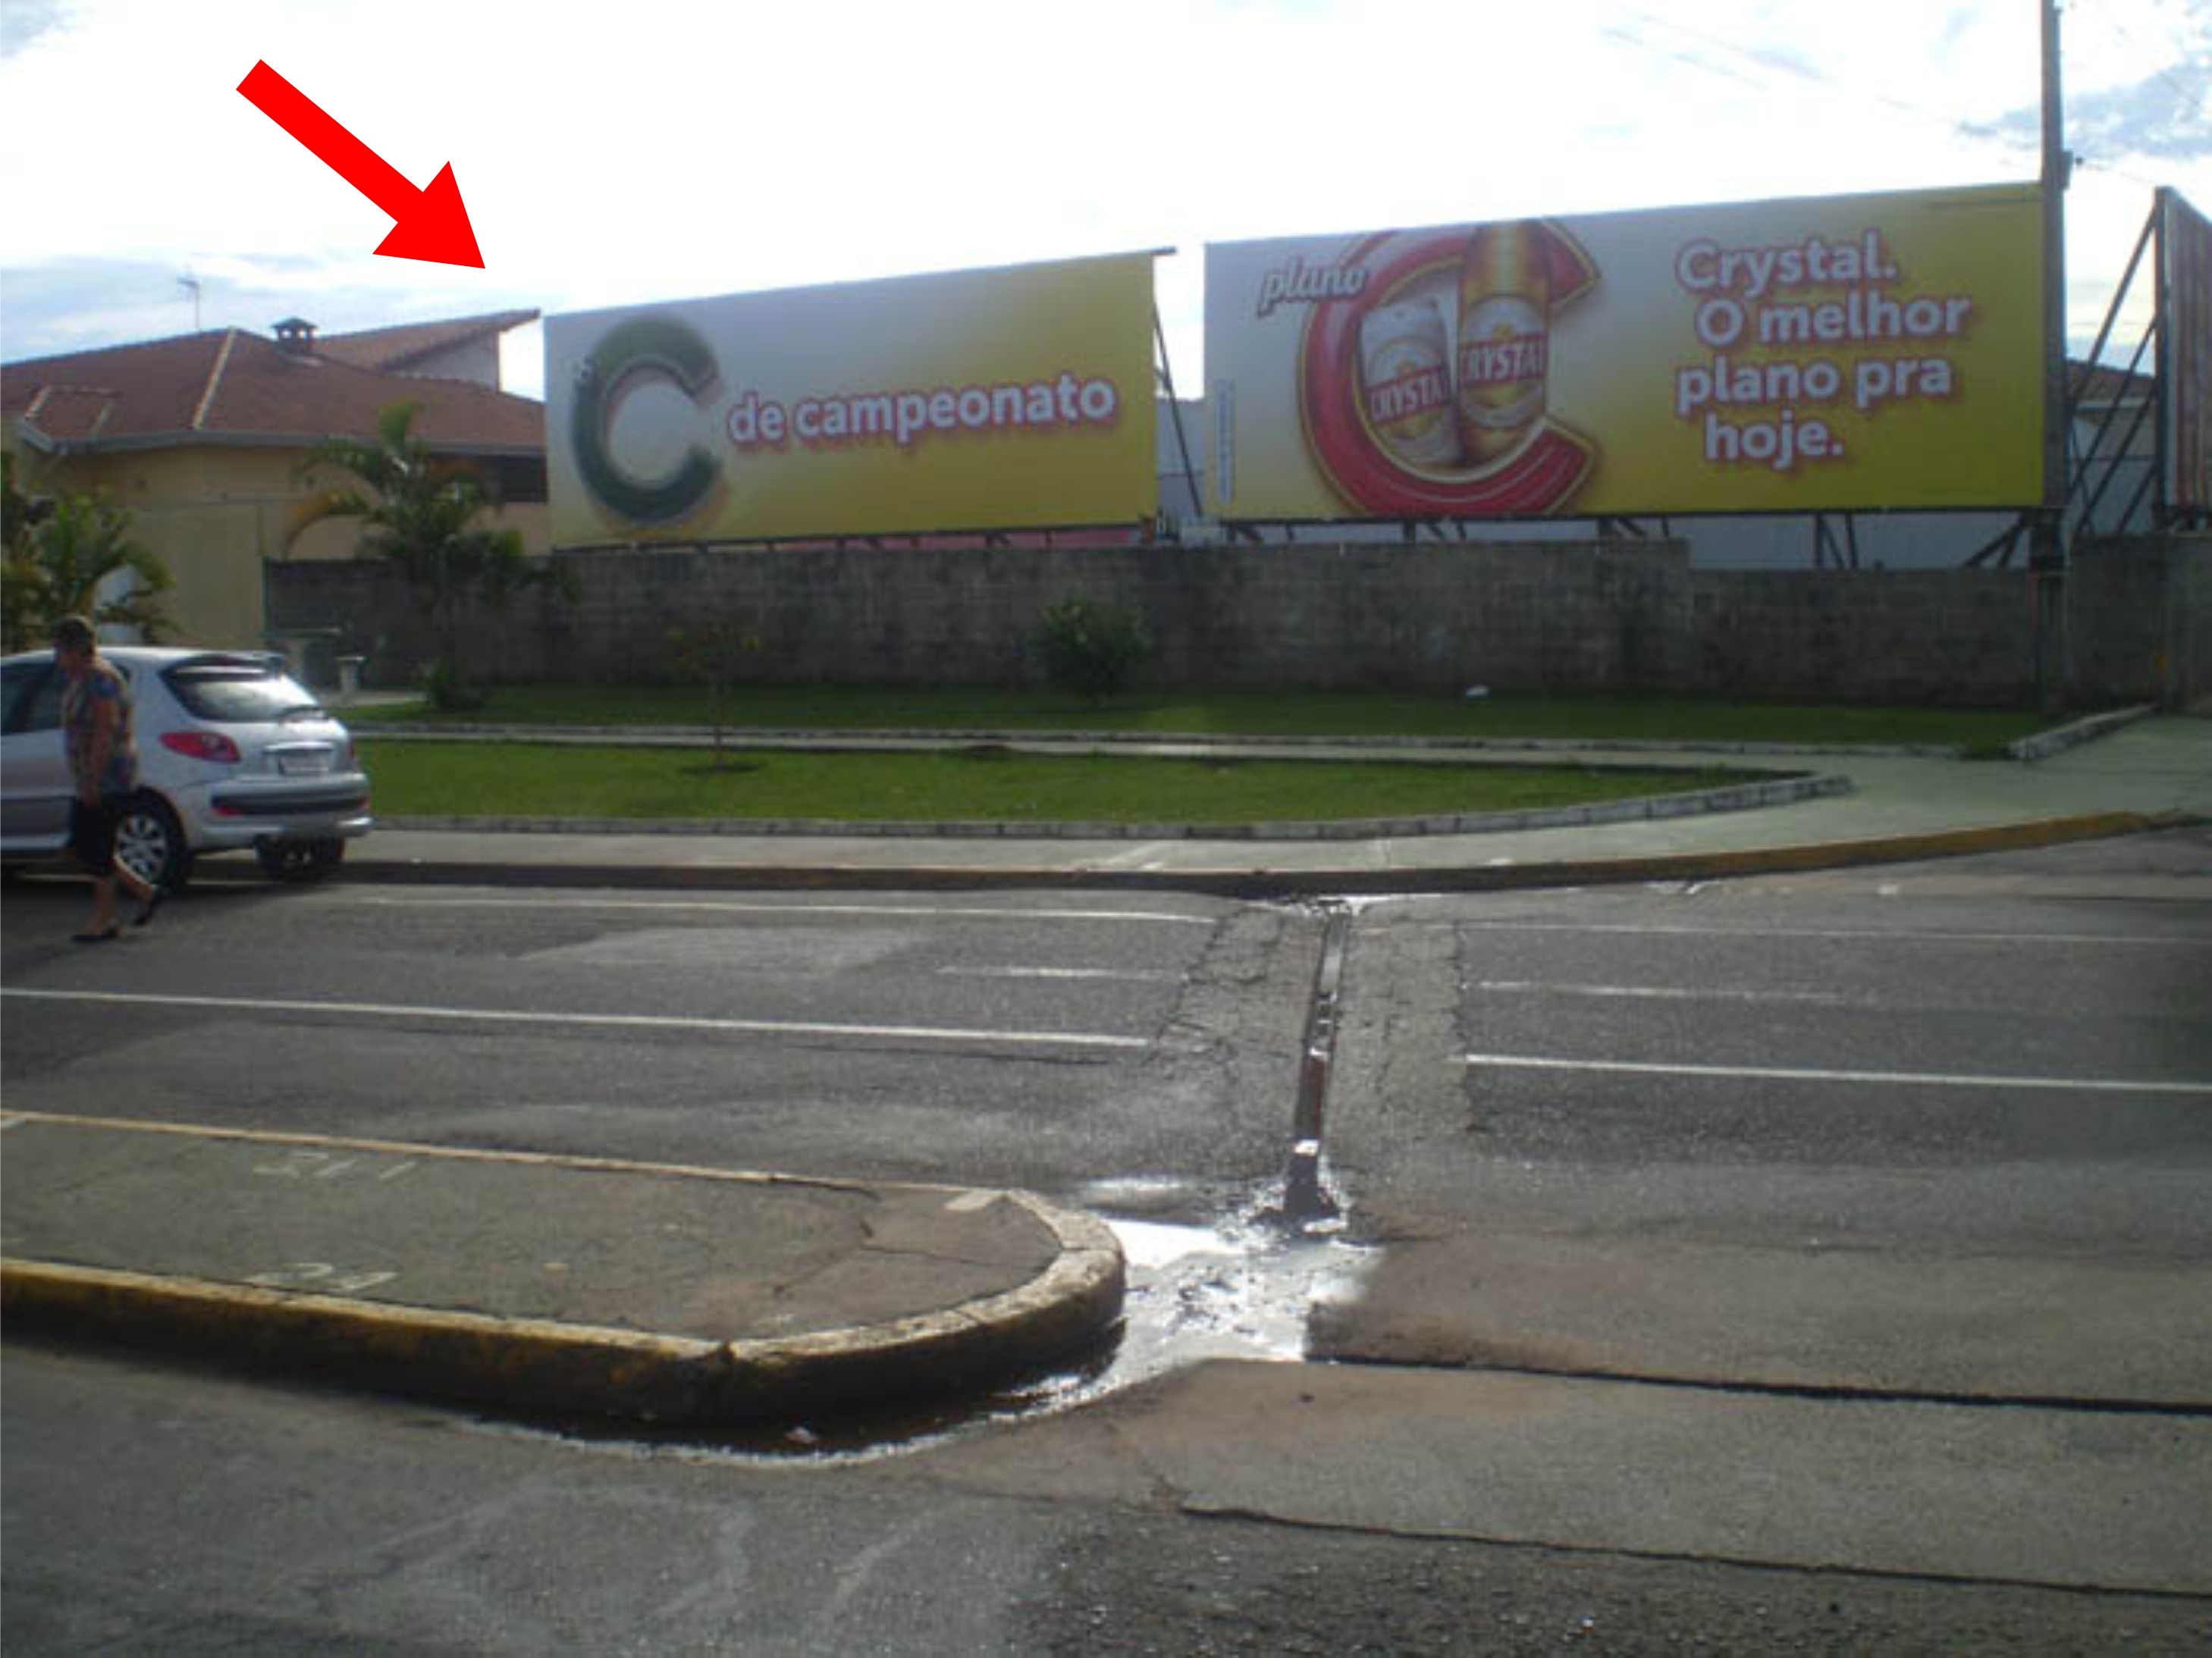 C de campeonato
plano
C
CRYSTAL
CRYSTAL
Crystal.
O melhor
plano pra
hoje.